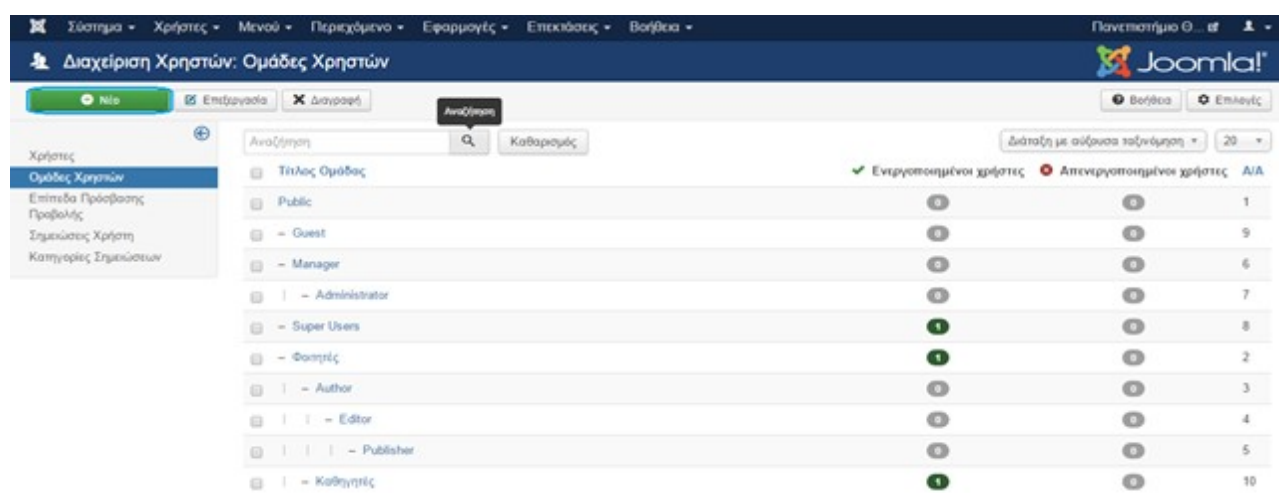 Σύστημα Χρήστες Μενού Περιεχόμενο Εφαρμογές Επεκτάσεις Βοήθεια Πανεπιστήμιο Θ...
Διαχείριση Χρηστών: Ομάδες Χρηστών Joomla!
Νέο Επεξεργασία Διαγραφή Βοήθεια Επιλογές
Αναζήτηση
Αναζήτηση Καθαρισμός Διάταξη με αύξουσα ταξινόμηση 20
Χρήστες
Ομάδες Χρηστών
Επίπεδα Πρόσβασης
Προβολής
Σημειώσεις Χρήστη
Κατηγορίες Σημειώσεων
Τίτλος Ομάδας Ενεργοποιημένοι χρήστες Απενεργοποιημένοι χρήστες Α/Α
Public 0 0 1
– Guest 0 0 9
– Manager 0 0 6
| – Administrator 0 0 7
– Super Users 1 0 8
– Φοιτητές 1 0 2
| – Author 0 0 3
| | – Editor 0 0 4
| | | – Publisher 0 0 5
| – Καθηγητές 1 0 10